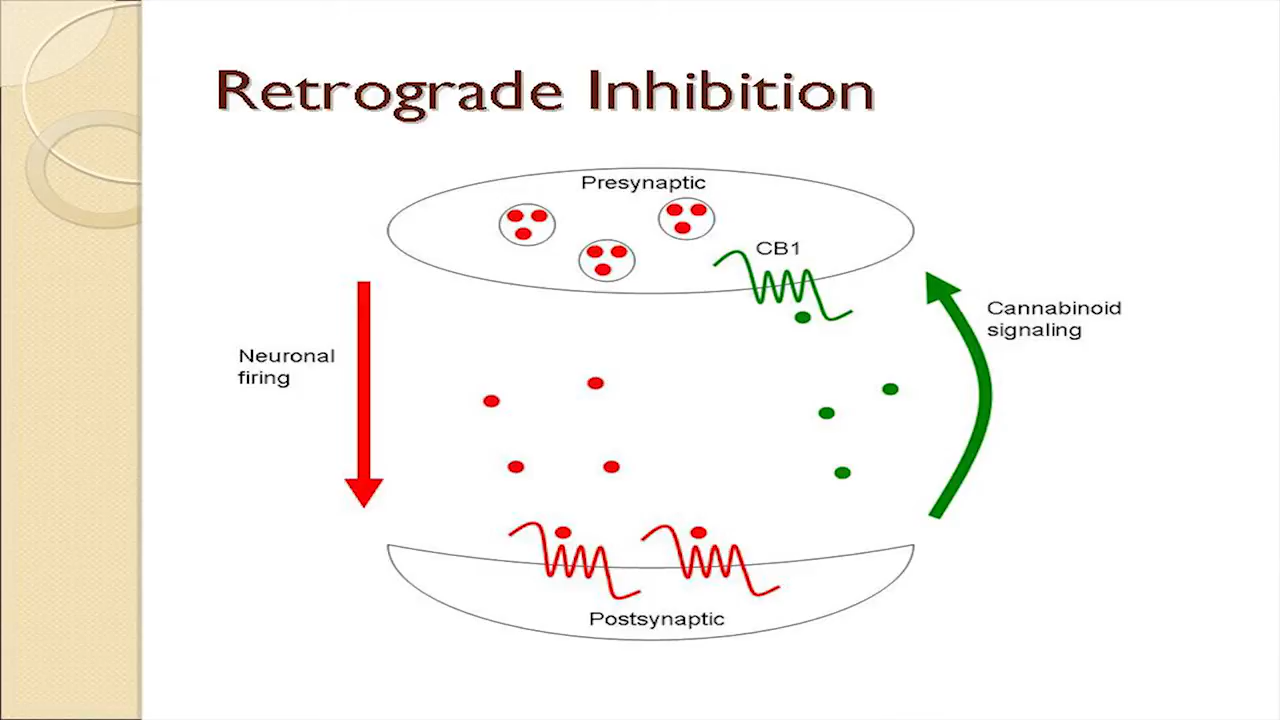 Retrograde Inhibition
Presynaptic
CB1
Cannabinoid
signaling
Neuronal
firing
Postsynaptic